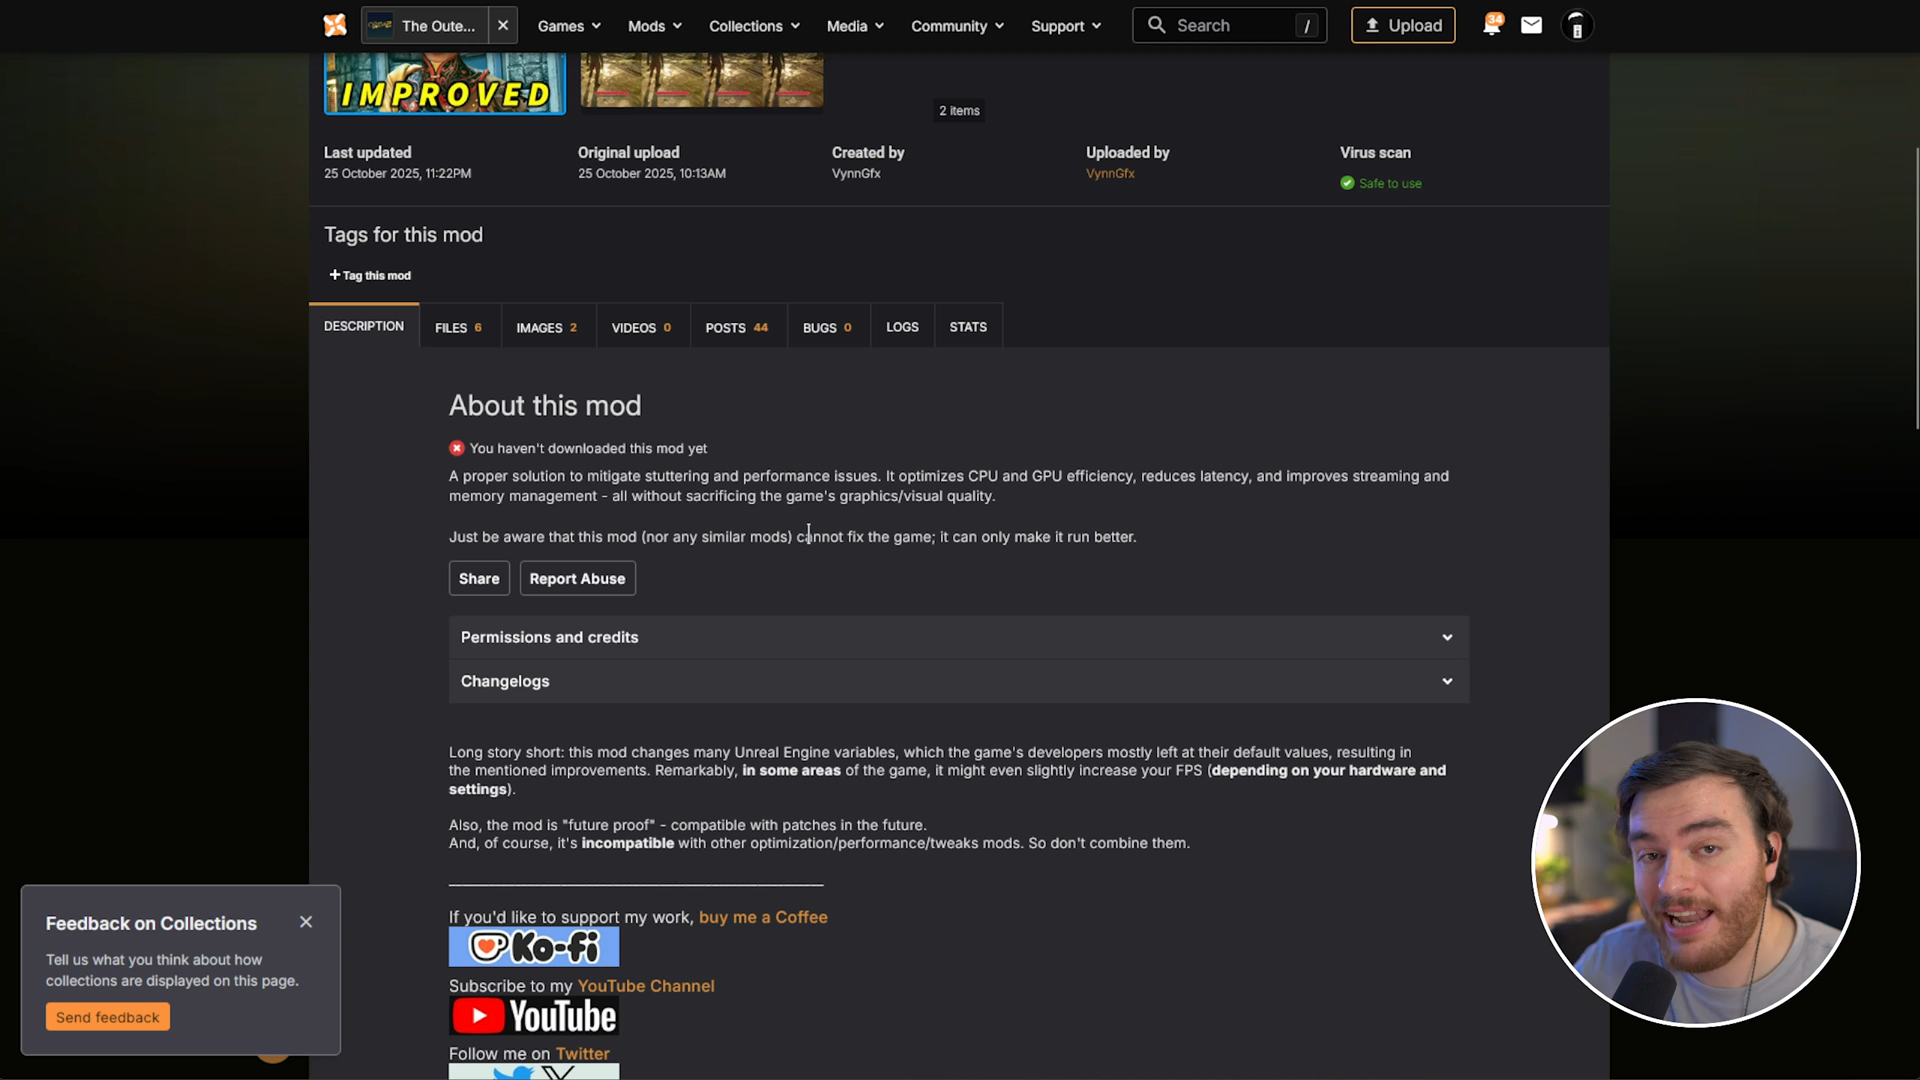 The Oute...
Games
Mods
Collections
Media
Community
Support
Search
/
Upload
34
IMPROVED
2 items
Last updated
25 October 2025, 11:22PM
Original upload
25 October 2025, 10:13AM
Created by
VynnGfx
Uploaded by
VynnGfx
Virus scan
Safe to use
Tags for this mod
+ Tag this mod
DESCRIPTION
FILES 6
IMAGES 2
VIDEOS 0
POSTS 44
BUGS 0
LOGS
STATS
About this mod
You haven't downloaded this mod yet
A proper solution to mitigate stuttering and performance issues. It optimizes CPU and GPU efficiency, reduces latency, and improves streaming and
memory management - all without sacrificing the game's graphics/visual quality.
Just be aware that this mod (nor any similar mods) cannot fix the game; it can only make it run better.
Share
Report Abuse
Permissions and credits
Changelogs
Long story short: this mod changes many Unreal Engine variables, which the game's developers mostly left at their default values, resulting in
the mentioned improvements. Remarkably, in some areas of the game, it might even slightly increase your FPS (depending on your hardware and
settings).
Also, the mod is "future proof" - compatible with patches in the future.
And, of course, it's incompatible with other optimization/performance/tweaks mods. So don't combine them.
If you'd like to support my work, buy me a Coffee
Ko-fi
Subscribe to my YouTube Channel
YouTube
Follow me on Twitter
Feedback on Collections
Tell us what you think about how
collections are displayed on this page.
Send feedback